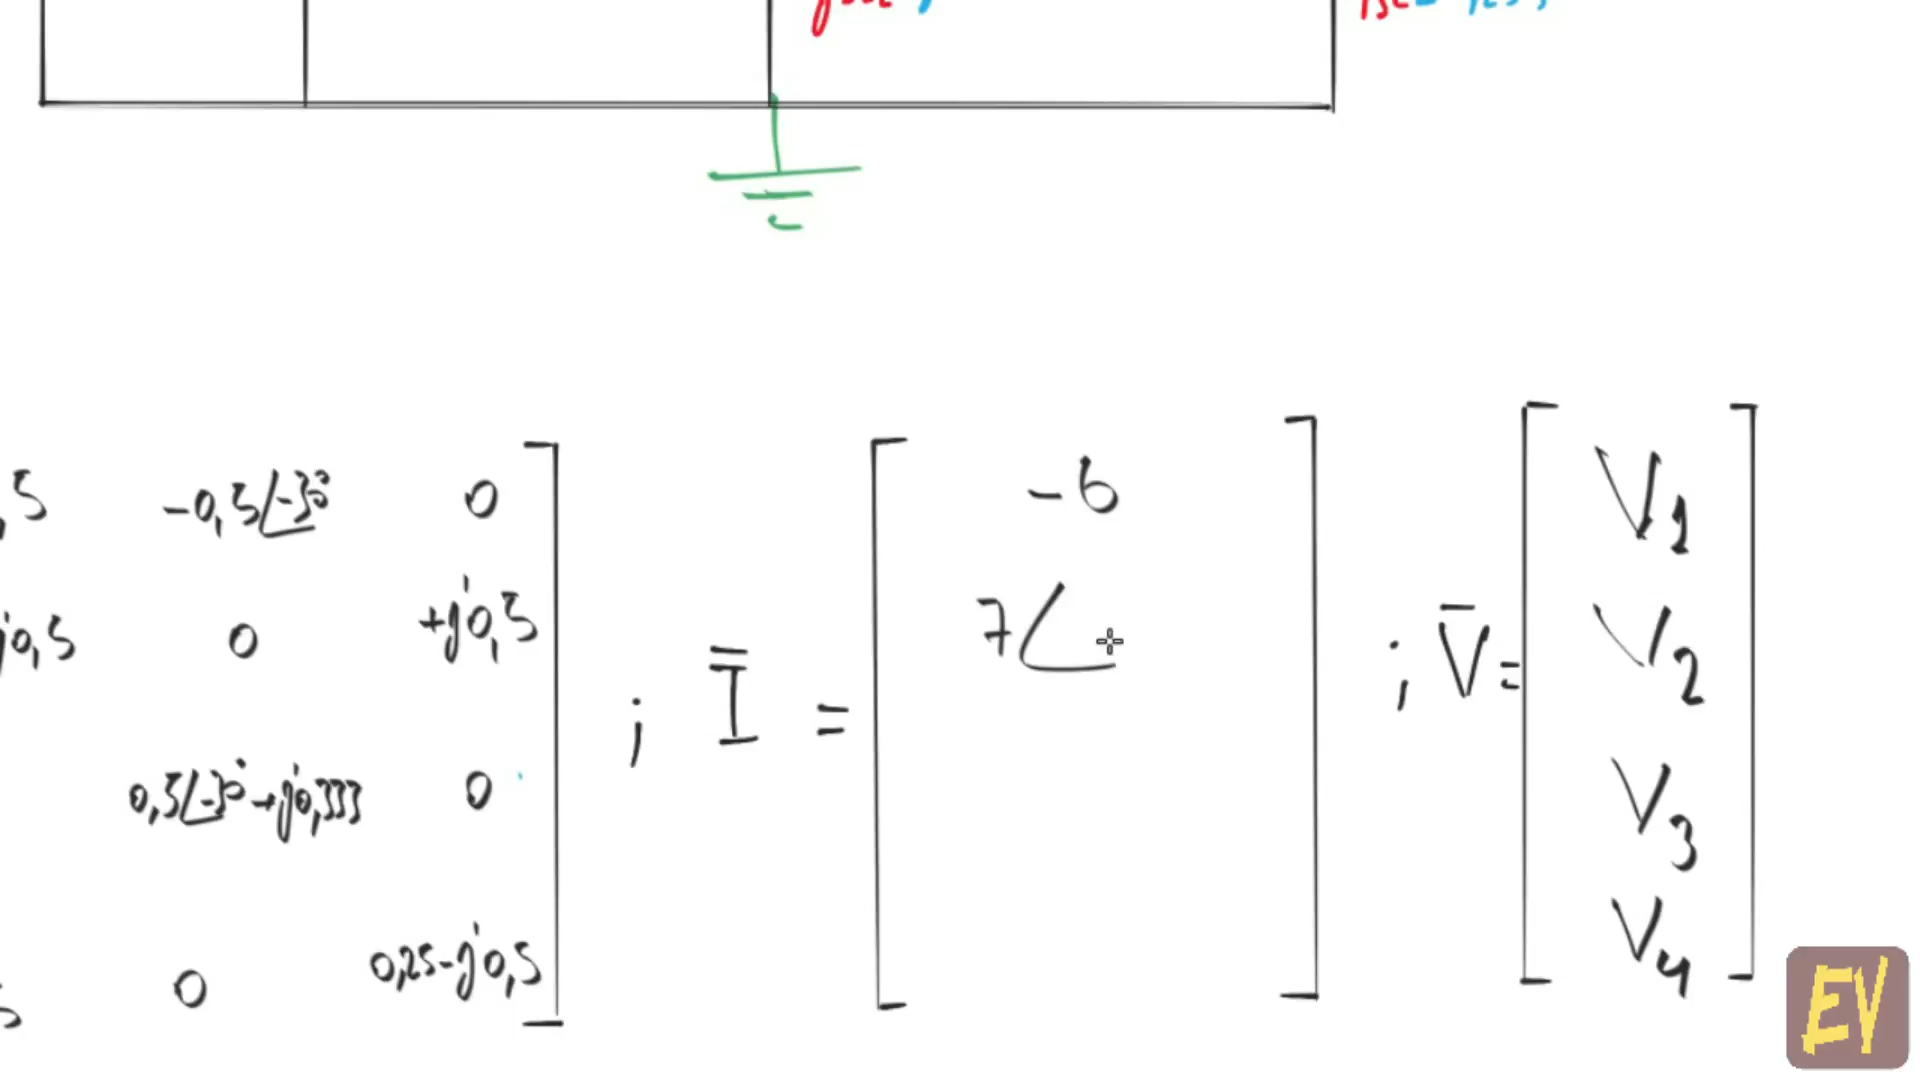 ,5 -0,5∠-30° 0
j0,5 0 +j0,5
0,5∠-30°+j0,333 0
5 0 0,25-j0,5
; I = [ -6
7∠ ]
; V = [ V1
V2
V3
V4 ]
EV